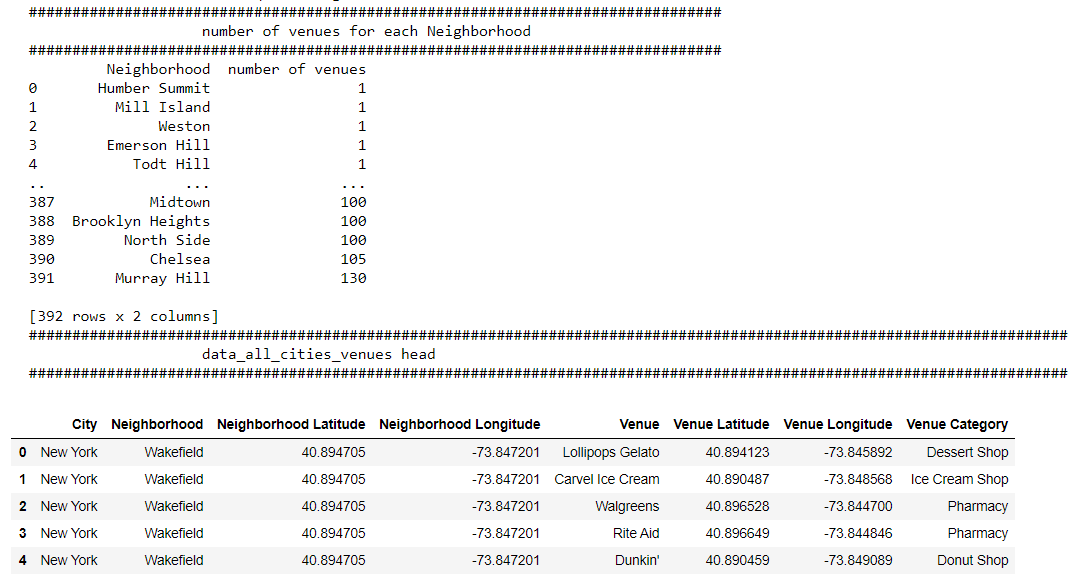 ################################################################################
number of venues for each Neighborhood
################################################################################
Neighborhood number of venues
0 Humber Summit 1
1 Mill Island 1
2 Weston 1
3 Emerson Hill 1
4 Todt Hill 1
.. ... ...
387 Midtown 100
388 Brooklyn Heights 100
389 North Side 100
390 Chelsea 105
391 Murray Hill 130
[392 rows x 2 columns]
########################################################################################################################
data_all_cities_venues head
########################################################################################################################
City Neighborhood Neighborhood Latitude Neighborhood Longitude Venue Venue Latitude Venue Longitude Venue Category
0 New York Wakefield 40.894705 -73.847201 Lollipops Gelato 40.894123 -73.845892 Dessert Shop
1 New York Wakefield 40.894705 -73.847201 Carvel Ice Cream 40.890487 -73.848568 Ice Cream Shop
2 New York Wakefield 40.894705 -73.847201 Walgreens 40.896528 -73.844700 Pharmacy
3 New York Wakefield 40.894705 -73.847201 Rite Aid 40.896649 -73.844846 Pharmacy
4 New York Wakefield 40.894705 -73.847201 Dunkin' 40.890459 -73.849089 Donut Shop